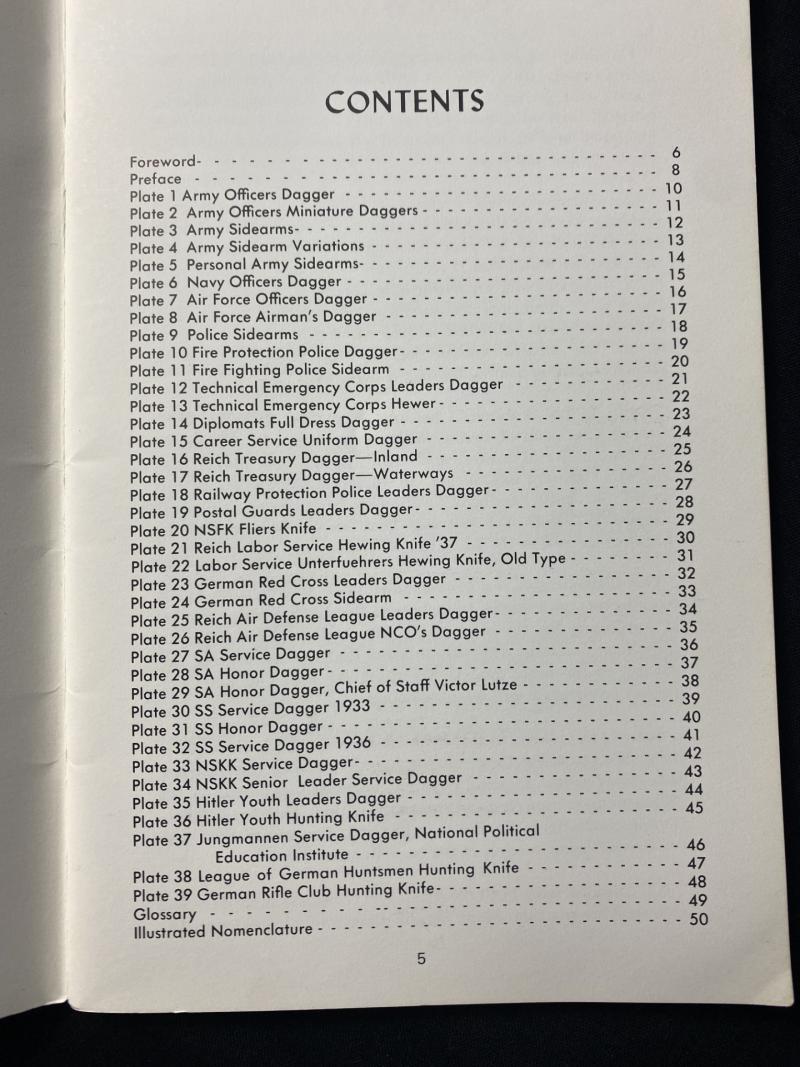 CONTENTS
Foreword- - - - - - - - - - - - - - - - - - - - - - - - - - - - 6
Preface - - - - - - - - - - - - - - - - - - - - - - - - - - - - 8
Plate 1 Army Officers Dagger - - - - - - - - - - - - - - - - - - 10
Plate 2 Army Officers Miniature Daggers - - - - - - - - - - - - - 11
Plate 3 Army Sidearms- - - - - - - - - - - - - - - - - - - - - 12
Plate 4 Army Sidearm Variations - - - - - - - - - - - - - - - - 13
Plate 5 Personal Army Sidearms- - - - - - - - - - - - - - - - - 14
Plate 6 Navy Officers Dagger - - - - - - - - - - - - - - - - - - 15
Plate 7 Air Force Officers Dagger - - - - - - - - - - - - - - - - 16
Plate 8 Air Force Airman's Dagger - - - - - - - - - - - - - - - 17
Plate 9 Police Sidearms - - - - - - - - - - - - - - - - - - - - 18
Plate 10 Fire Protection Police Dagger- - - - - - - - - - - - - - 19
Plate 11 Fire Fighting Police Sidearm - - - - - - - - - - - - - - 20
Plate 12 Technical Emergency Corps Leaders Dagger - - - - - - - - 21
Plate 13 Technical Emergency Corps Hewer- - - - - - - - - - - - 22
Plate 14 Diplomats Full Dress Dagger - - - - - - - - - - - - - - 23
Plate 15 Career Service Uniform Dagger - - - - - - - - - - - - - 24
Plate 16 Reich Treasury Dagger—Inland - - - - - - - - - - - - - 25
Plate 17 Reich Treasury Dagger—Waterways - - - - - - - - - - - 26
Plate 18 Railway Protection Police Leaders Dagger- - - - - - - - - 27
Plate 19 Postal Guards Leaders Dagger- - - - - - - - - - - - - - 28
Plate 20 NSFK Fliers Knife - - - - - - - - - - - - - - - - - - - 29
Plate 21 Reich Labor Service Hewing Knife '37 - - - - - - - - - - 30
Plate 22 Labor Service Unterfuehrers Hewing Knife, Old Type - - - - - - 31
Plate 23 German Red Cross Leaders Dagger - - - - - - - - - - - - 32
Plate 24 German Red Cross Sidearm - - - - - - - - - - - - - - - 33
Plate 25 Reich Air Defense League Leaders Dagger- - - - - - - - - 34
Plate 26 Reich Air Defense League NCO's Dagger - - - - - - - - - 35
Plate 27 SA Service Dagger - - - - - - - - - - - - - - - - - - - 36
Plate 28 SA Honor Dagger- - - - - - - - - - - - - - - - - - - - 37
Plate 29 SA Honor Dagger, Chief of Staff Victor Lutze - - - - - - - - 38
Plate 30 SS Service Dagger 1933 - - - - - - - - - - - - - - - - 39
Plate 31 SS Honor Dagger - - - - - - - - - - - - - - - - - - - 40
Plate 32 SS Service Dagger 1936 - - - - - - - - - - - - - - - - 41
Plate 33 NSKK Service Dagger- - - - - - - - - - - - - - - - - - 42
Plate 34 NSKK Senior Leader Service Dagger - - - - - - - - - - - 43
Plate 35 Hitler Youth Leaders Dagger - - - - - - - - - - - - - - 44
Plate 36 Hitler Youth Hunting Knife - - - - - - - - - - - - - - - 45
Plate 37 Jungmannen Service Dagger, National Political
Education Institute - - - - - - - - - - - - - - - - - 46
Plate 38 League of German Huntsmen Hunting Knife - - - - - - - - 47
Plate 39 German Rifle Club Hunting Knife- - - - - - - - - - - - - 48
Glossary - - - - - - - - - - - - - - - - - - - - - - - - - - - 49
Illustrated Nomenclature - - - - - - - - - - - - - - - - - - - - 50
5